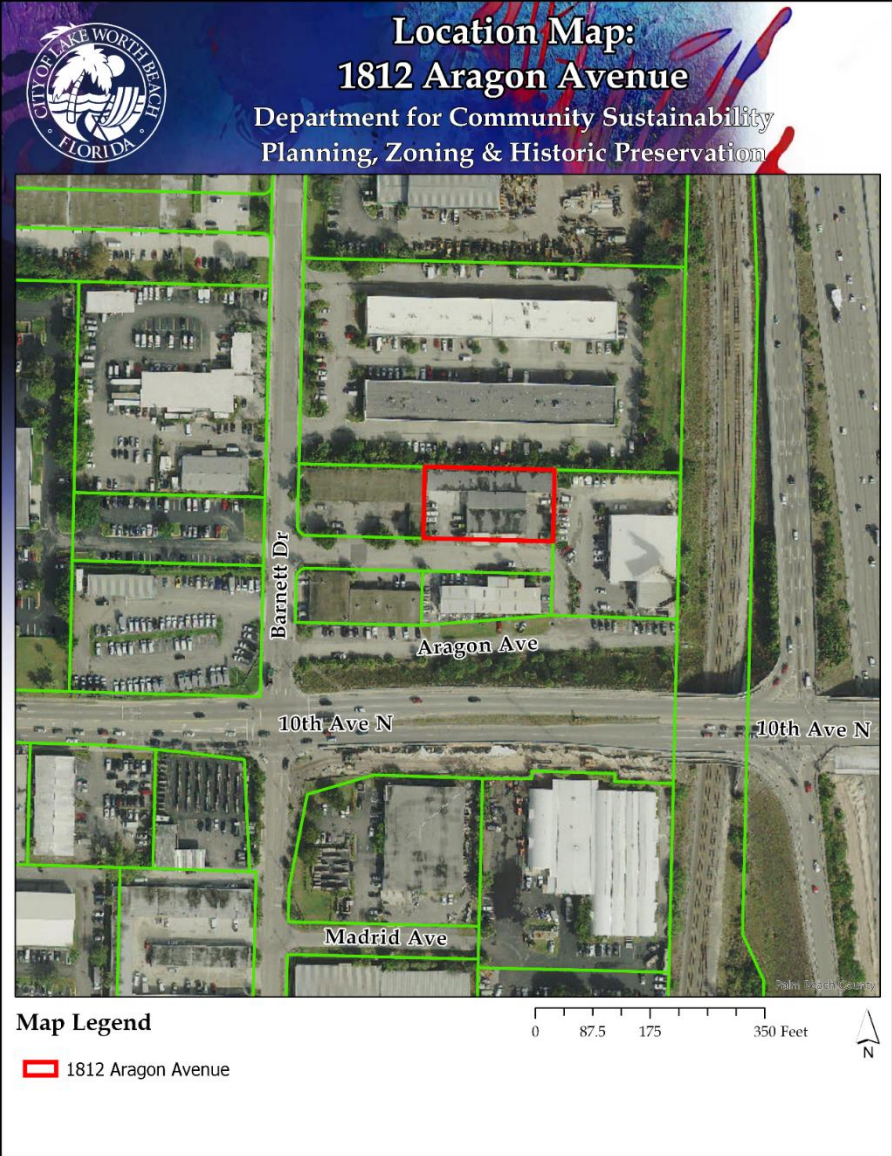 CITY OF LAKE WORTH BEACH
FLORIDA
Location Map:
1812 Aragon Avenue
Department for Community Sustainability
Planning, Zoning & Historic Preservation
Barnett Dr
Aragon Ave
10th Ave N
10th Ave N
Madrid Ave
Palm Beach County
Map Legend
0 87.5 175 350 Feet
N
1812 Aragon Avenue